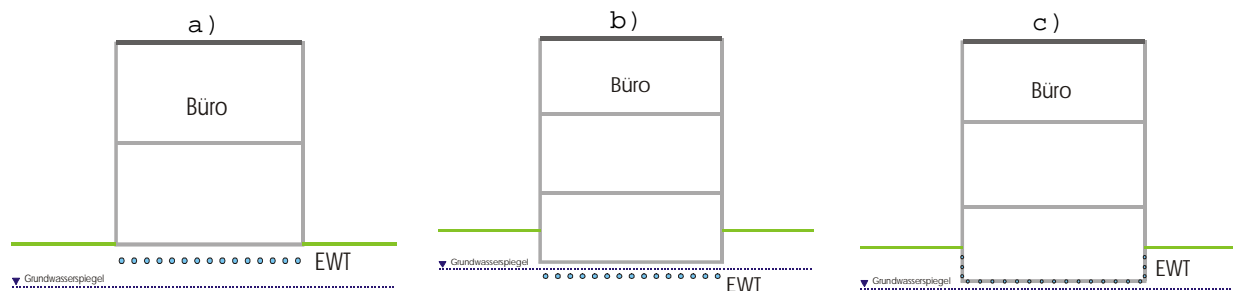 a)
Büro
EWT
Grundwasserspiegel
b)
Büro
Grundwasserspiegel
EWT
c)
Büro
EWT
Grundwasserspiegel